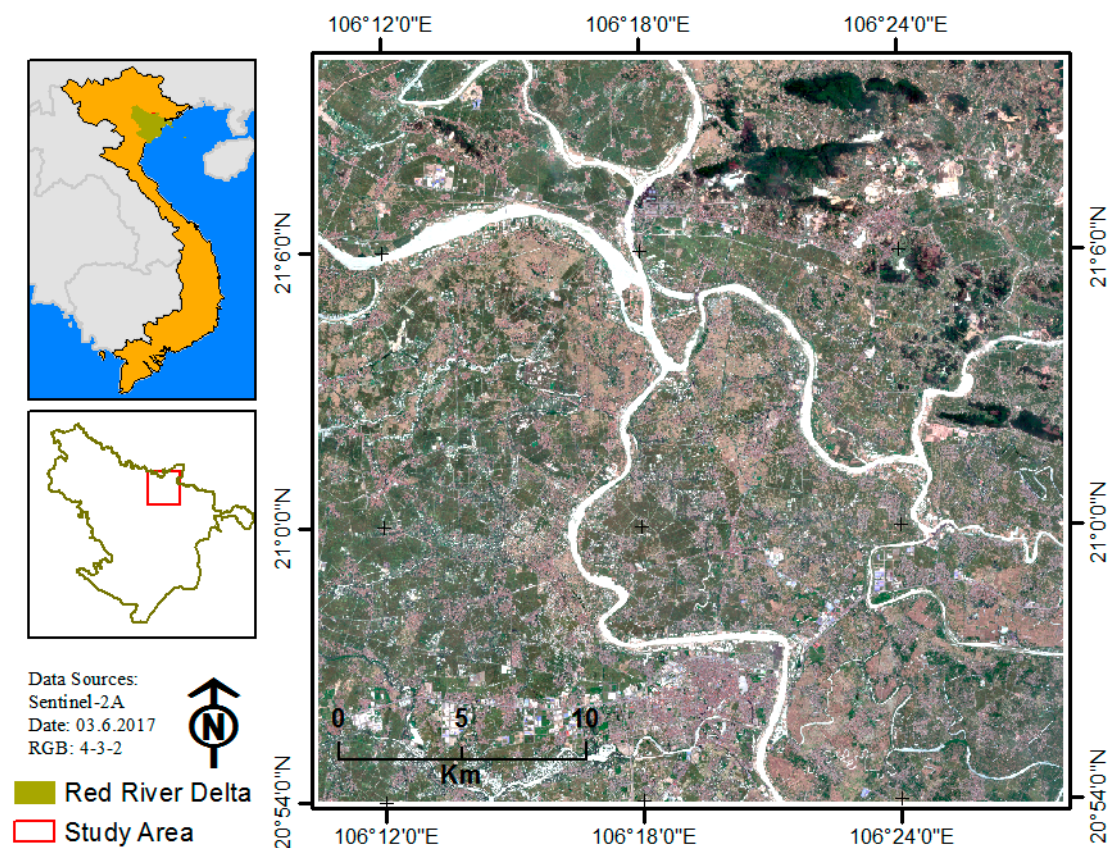 106°12'0"E 106°18'0"E 106°24'0"E
21°6'0"N 21°6'0"N
21°0'0"N 21°0'0"N
Data Sources:
Sentinel-2A
Date: 03.6.2017
RGB: 4-3-2
N
Red River Delta
Study Area
0 5 10
Km
20°54'0"N 20°54'0"N
106°12'0"E 106°18'0"E 106°24'0"E